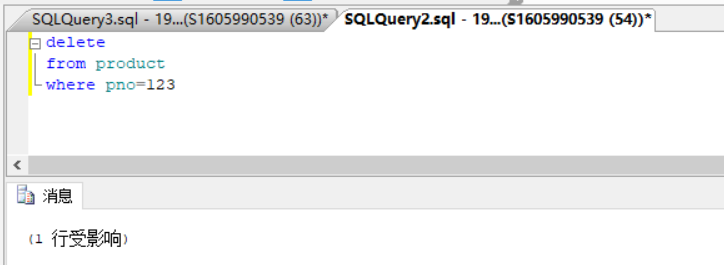 SQLQuery3.sql - 19...(S1605990539 (63))* SQLQuery2.sql - 19...(S1605990539 (54))*
delete
from product
where pno=123
消息
(1 行受影响)